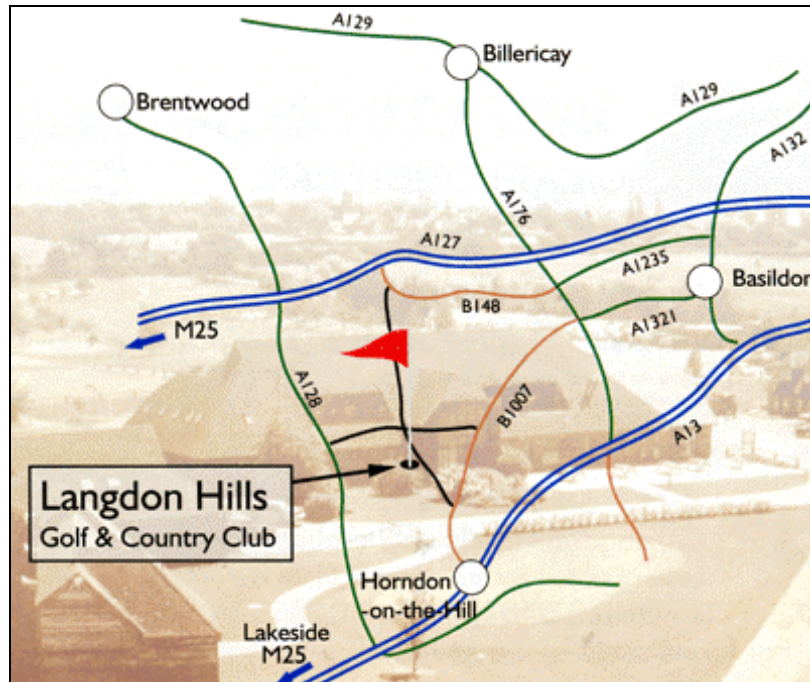 A129
Billericay
Brentwood
A129
A132
A176
A127
A1235
Basildon
B148
A1321
M25
A128
B1007
A13
Langdon Hills
Golf & Country Club
Horndon
-on-the-Hill
Lakeside
M25